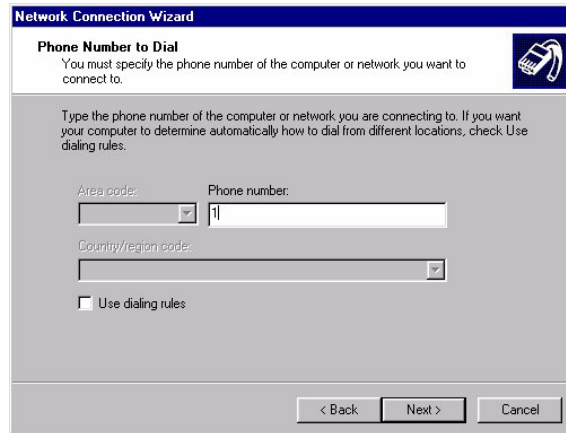 Network Connection Wizard
Phone Number to Dial
You must specify the phone number of the computer or network you want to
connect to.
Type the phone number of the computer or network you are connecting to. If you want
your computer to determine automatically how to dial from different locations, check Use
dialing rules.
Area code: Phone number:
1
Country/region code:
Use dialing rules
< Back Next > Cancel